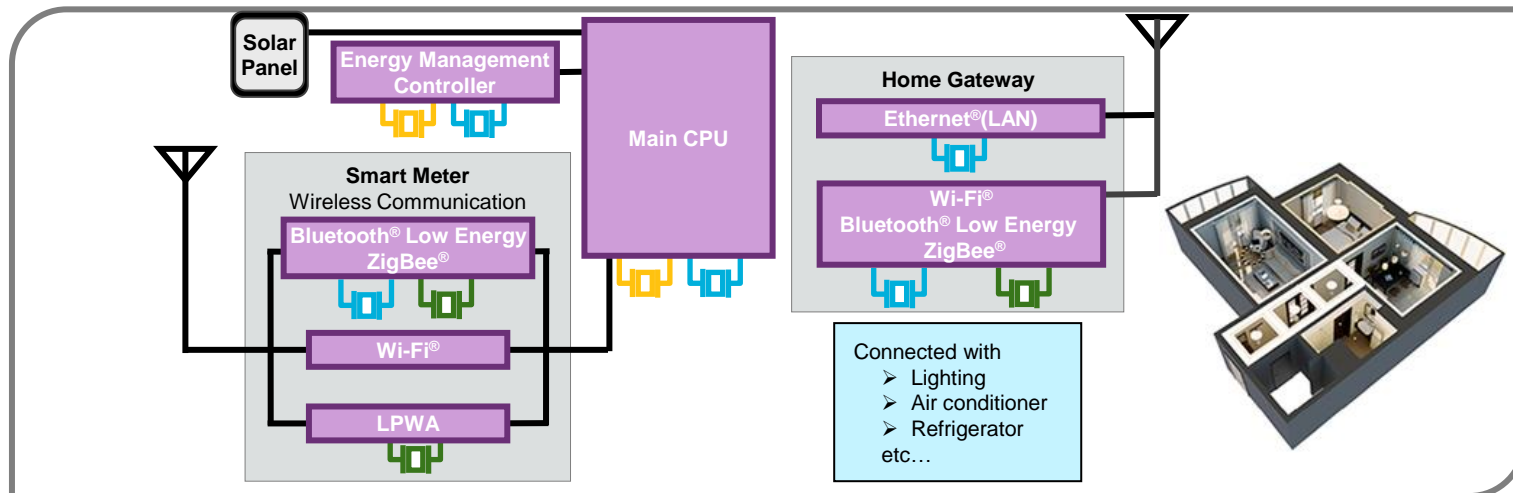 Solar
Panel
Energy Management
Controller
Main CPU
Smart Meter
Wireless Communication
Bluetooth® Low Energy
ZigBee®
Wi-Fi®
LPWA
Home Gateway
Ethernet®(LAN)
Wi-Fi®
Bluetooth® Low Energy
ZigBee®
Connected with
➢ Lighting
➢ Air conditioner
➢ Refrigerator
etc…